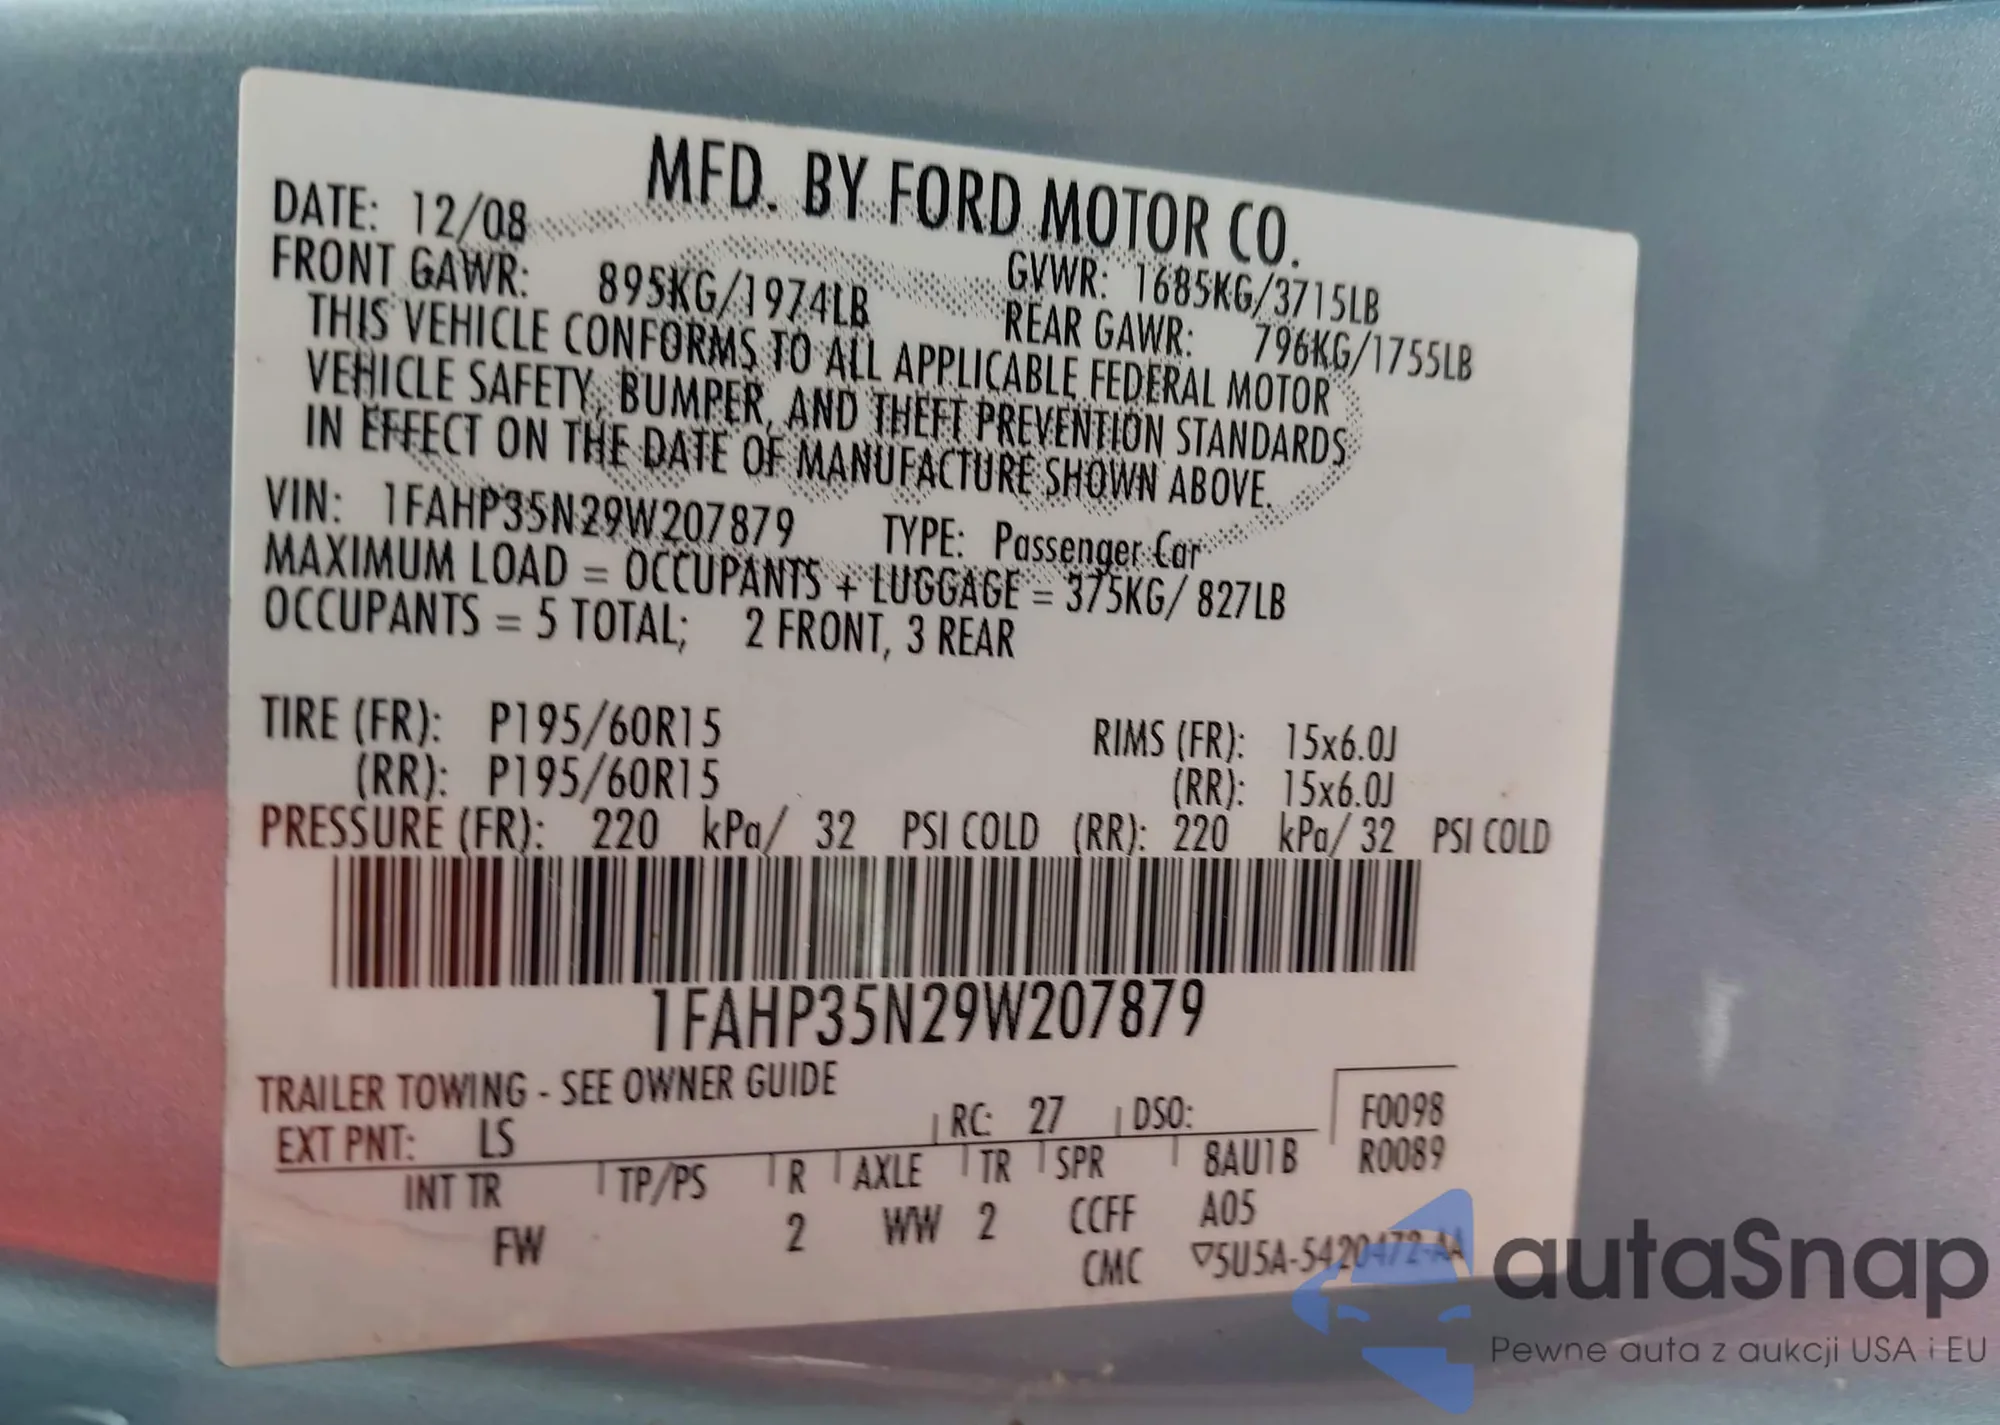 MFD. BY FORD MOTOR CO.
DATE: 12/08 GVWR: 1685KG/3715LB
FRONT GAWR: 895KG/1974LB REAR GAWR: 796KG/1755LB
THIS VEHICLE CONFORMS TO ALL APPLICABLE FEDERAL MOTOR
VEHICLE SAFETY, BUMPER, AND THEFT PREVENTION STANDARDS
IN EFFECT ON THE DATE OF MANUFACTURE SHOWN ABOVE.
VIN: 1FAHP35N29W207879 TYPE: Passenger Car
MAXIMUM LOAD = OCCUPANTS + LUGGAGE = 375KG/ 827LB
OCCUPANTS = 5 TOTAL; 2 FRONT, 3 REAR
TIRE (FR): P195/60R15 RIMS (FR): 15x6.0J
(RR): P195/60R15 (RR): 15x6.0J
PRESSURE (FR): 220 kPa/ 32 PSI COLD (RR): 220 kPa/ 32 PSI COLD
1FAHP35N29W207879
TRAILER TOWING - SEE OWNER GUIDE
EXT PNT: LS RC: 27 DSO: F0098
INT TR TP/PS R AXLE TR SPR 8AU1B R0089
FW 2 WW 2 CCFF A05
CMC ▽5U5A-5420472-AA
autaSnap
Pewne auta z aukcji USA i EU